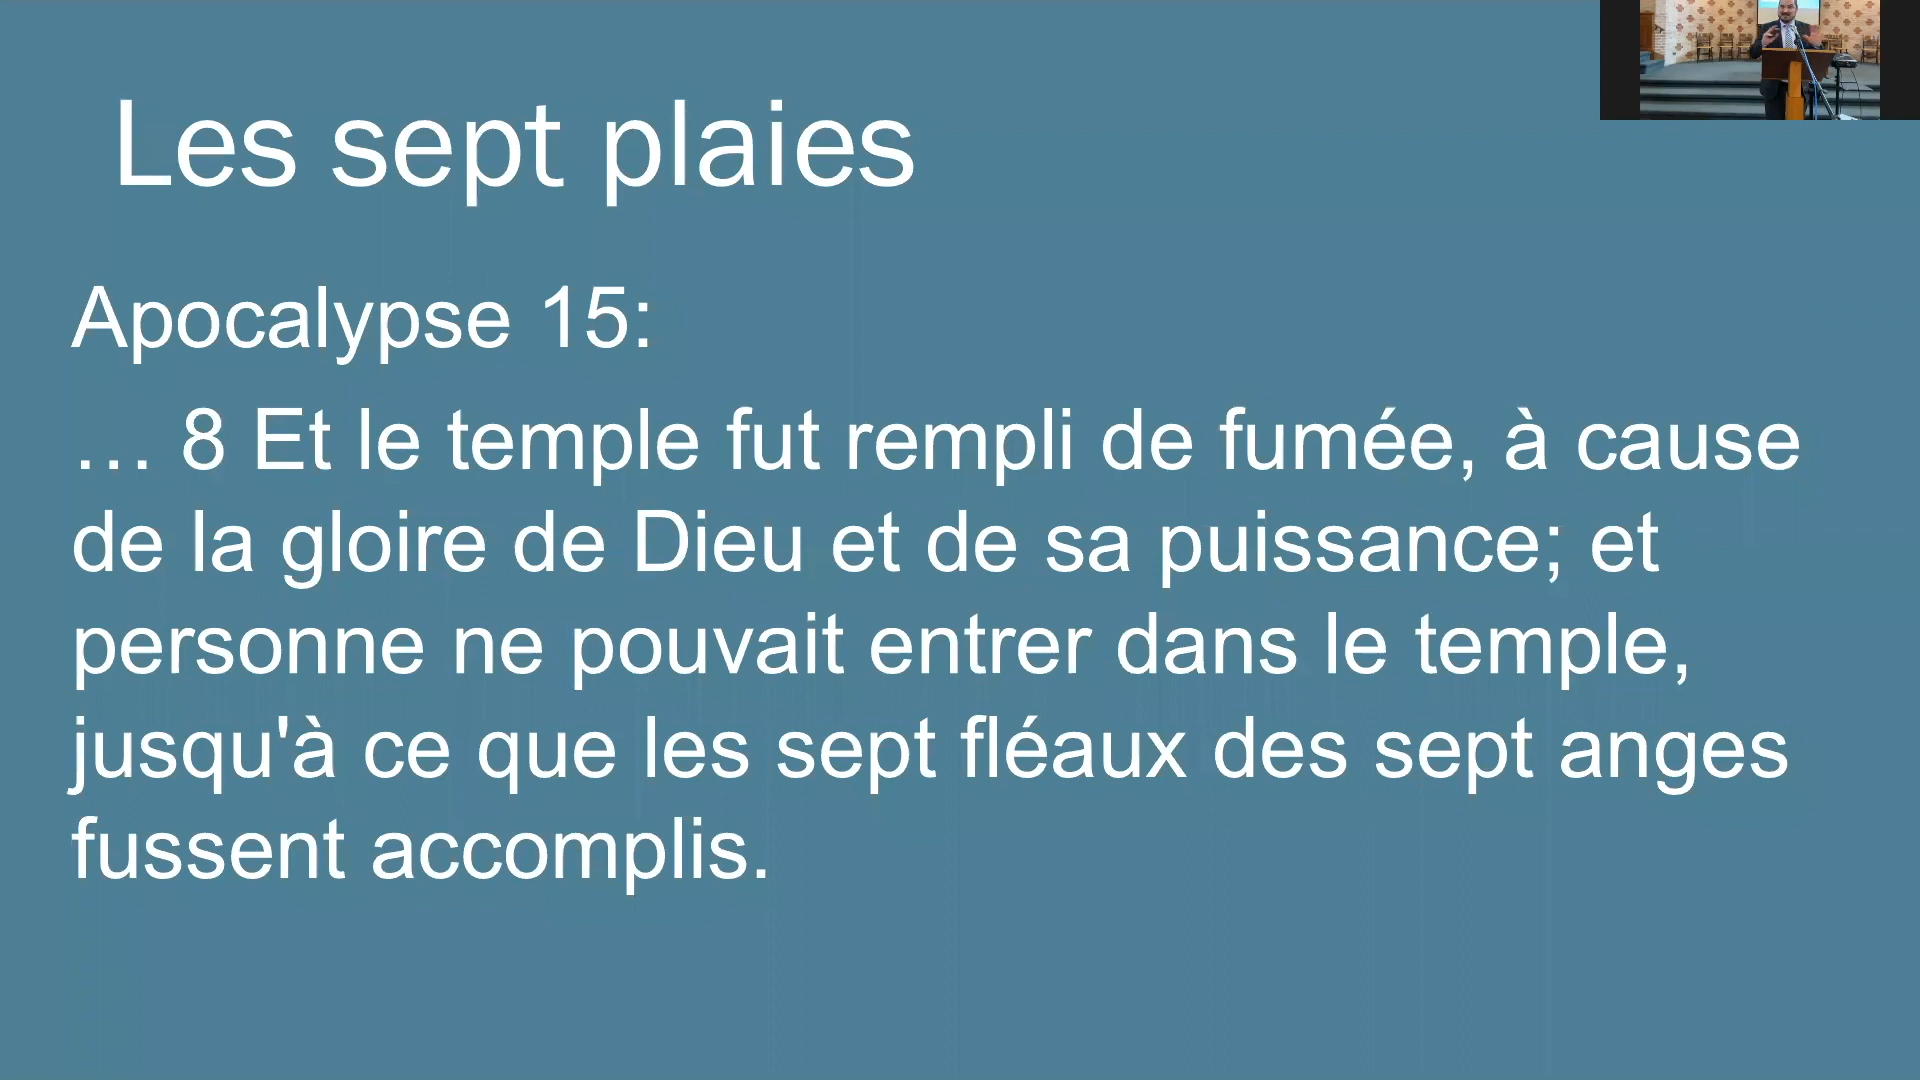 Les sept plaies
Apocalypse 15:
… 8 Et le temple fut rempli de fumée, à cause
de la gloire de Dieu et de sa puissance; et
personne ne pouvait entrer dans le temple,
jusqu'à ce que les sept fléaux des sept anges
fussent accomplis.